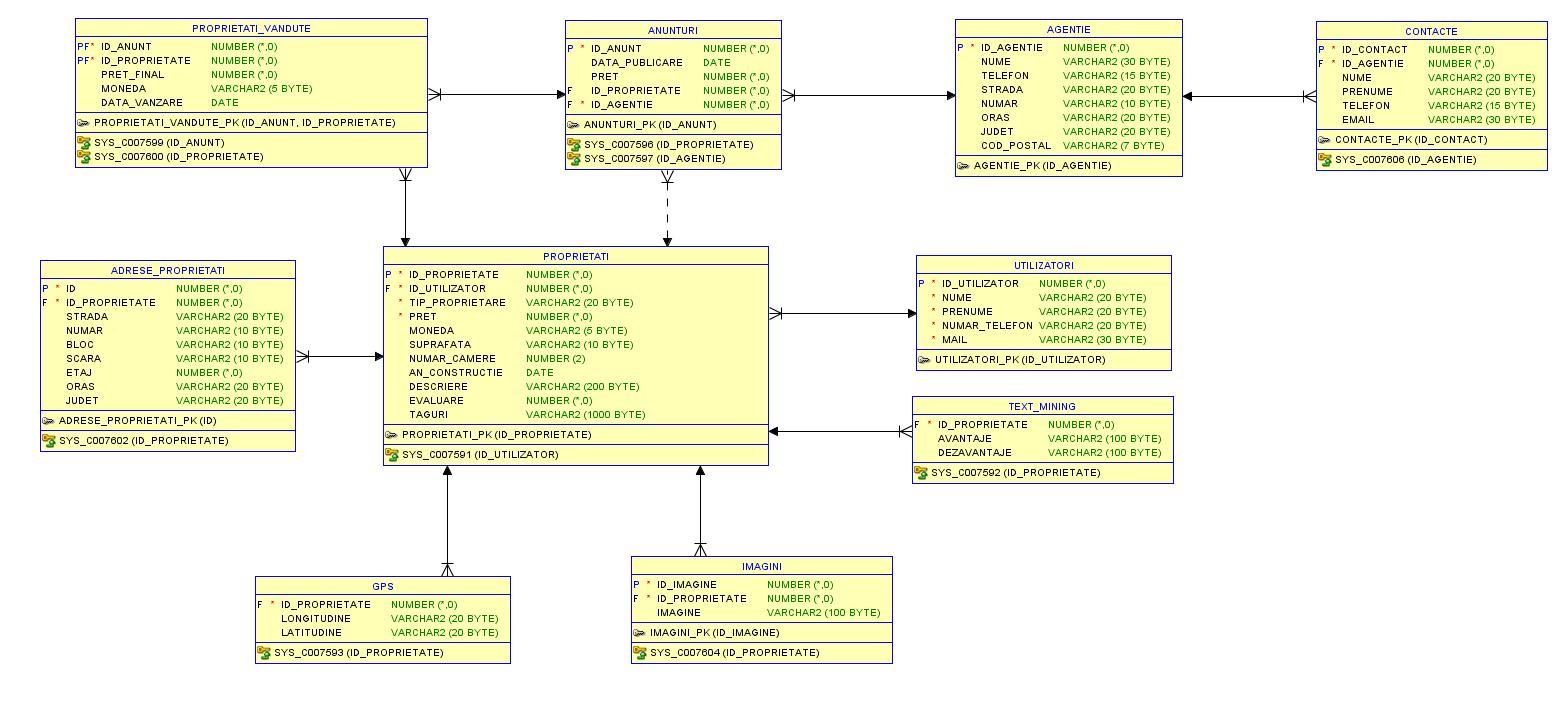 PROPRIETATI_VANDUTE
PF* ID_ANUNT NUMBER (*,0)
PF* ID_PROPRIETATE NUMBER (*,0)
PRET_FINAL NUMBER (*,0)
MONEDA VARCHAR2 (5 BYTE)
DATA_VANZARE DATE
PROPRIETATI_VANDUTE_PK (ID_ANUNT, ID_PROPRIETATE)
SYS_C007599 (ID_ANUNT)
SYS_C007600 (ID_PROPRIETATE)
ANUNTURI
P * ID_ANUNT NUMBER (*,0)
DATA_PUBLICARE DATE
PRET NUMBER (*,0)
F ID_PROPRIETATE NUMBER (*,0)
F * ID_AGENTIE NUMBER (*,0)
ANUNTURI_PK (ID_ANUNT)
SYS_C007596 (ID_PROPRIETATE)
SYS_C007597 (ID_AGENTIE)
AGENTIE
P * ID_AGENTIE NUMBER (*,0)
NUME VARCHAR2 (30 BYTE)
TELEFON VARCHAR2 (15 BYTE)
STRADA VARCHAR2 (20 BYTE)
NUMAR VARCHAR2 (10 BYTE)
ORAS VARCHAR2 (20 BYTE)
JUDET VARCHAR2 (20 BYTE)
COD_POSTAL VARCHAR2 (7 BYTE)
AGENTIE_PK (ID_AGENTIE)
CONTACTE
P * ID_CONTACT NUMBER (*,0)
F * ID_AGENTIE NUMBER (*,0)
NUME VARCHAR2 (20 BYTE)
PRENUME VARCHAR2 (20 BYTE)
TELEFON VARCHAR2 (15 BYTE)
EMAIL VARCHAR2 (30 BYTE)
CONTACTE_PK (ID_CONTACT)
SYS_C007606 (ID_AGENTIE)
ADRESE_PROPRIETATI
P * ID NUMBER (*,0)
F * ID_PROPRIETATE NUMBER (*,0)
STRADA VARCHAR2 (20 BYTE)
NUMAR VARCHAR2 (10 BYTE)
BLOC VARCHAR2 (10 BYTE)
SCARA VARCHAR2 (10 BYTE)
ETAJ NUMBER (*,0)
ORAS VARCHAR2 (20 BYTE)
JUDET VARCHAR2 (20 BYTE)
ADRESE_PROPRIETATI_PK (ID)
SYS_C007602 (ID_PROPRIETATE)
PROPRIETATI
P * ID_PROPRIETATE NUMBER (*,0)
F * ID_UTILIZATOR NUMBER (*,0)
* TIP_PROPRIETARE VARCHAR2 (20 BYTE)
* PRET NUMBER (*,0)
MONEDA VARCHAR2 (5 BYTE)
SUPRAFATA VARCHAR2 (10 BYTE)
NUMAR_CAMERE NUMBER (2)
AN_CONSTRUCTIE DATE
DESCRIERE VARCHAR2 (200 BYTE)
EVALUARE NUMBER (*,0)
TAGURI VARCHAR2 (1000 BYTE)
PROPRIETATI_PK (ID_PROPRIETATE)
SYS_C007591 (ID_UTILIZATOR)
UTILIZATORI
P * ID_UTILIZATOR NUMBER (*,0)
* NUME VARCHAR2 (20 BYTE)
* PRENUME VARCHAR2 (20 BYTE)
* NUMAR_TELEFON VARCHAR2 (20 BYTE)
* MAIL VARCHAR2 (30 BYTE)
UTILIZATORI_PK (ID_UTILIZATOR)
TEXT_MINING
F * ID_PROPRIETATE NUMBER (*,0)
AVANTAJE VARCHAR2 (100 BYTE)
DEZAVANTAJE VARCHAR2 (100 BYTE)
SYS_C007592 (ID_PROPRIETATE)
GPS
F * ID_PROPRIETATE NUMBER (*,0)
LONGITUDINE VARCHAR2 (20 BYTE)
LATITUDINE VARCHAR2 (20 BYTE)
SYS_C007593 (ID_PROPRIETATE)
IMAGINI
P * ID_IMAGINE NUMBER (*,0)
F * ID_PROPRIETATE NUMBER (*,0)
IMAGINE VARCHAR2 (100 BYTE)
IMAGINI_PK (ID_IMAGINE)
SYS_C007604 (ID_PROPRIETATE)